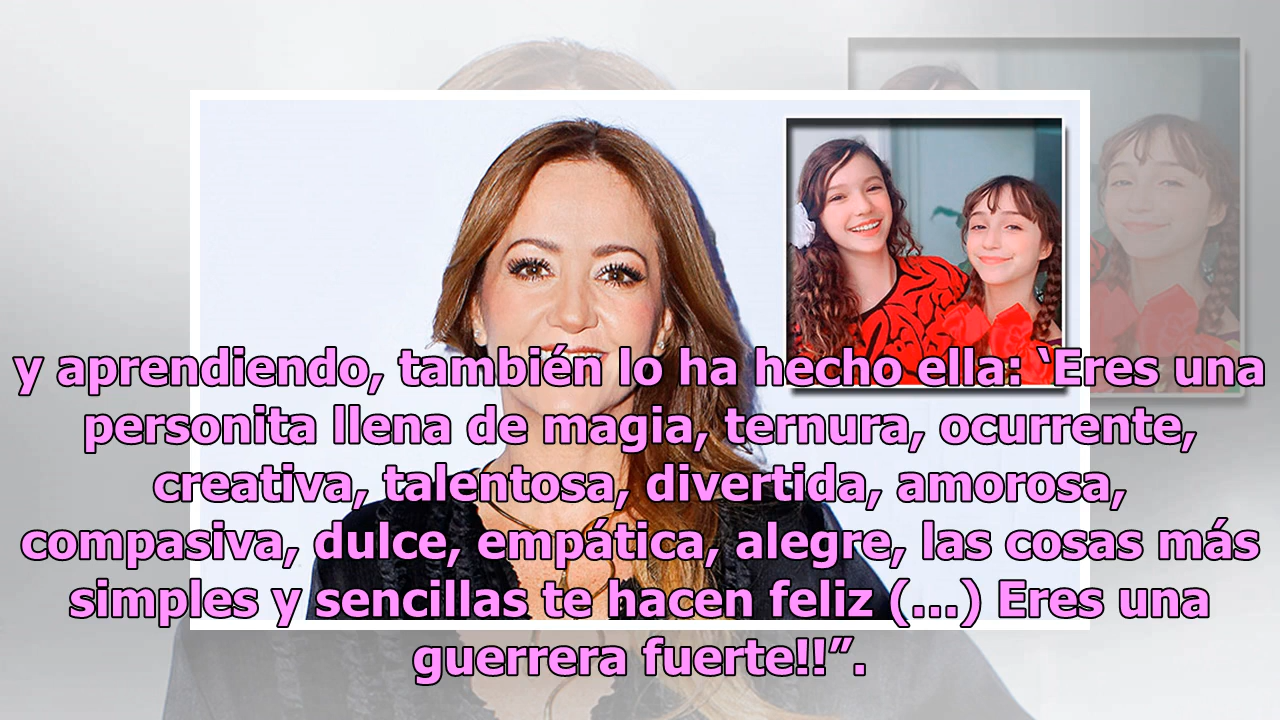 y aprendiendo, también lo ha hecho ella: ‘Eres una
personita llena de magia, ternura, ocurrente,
creativa, talentosa, divertida, amorosa,
compasiva, dulce, empática, alegre, las cosas más
simples y sencillas te hacen feliz (...) Eres una
guerrera fuerte!!”.